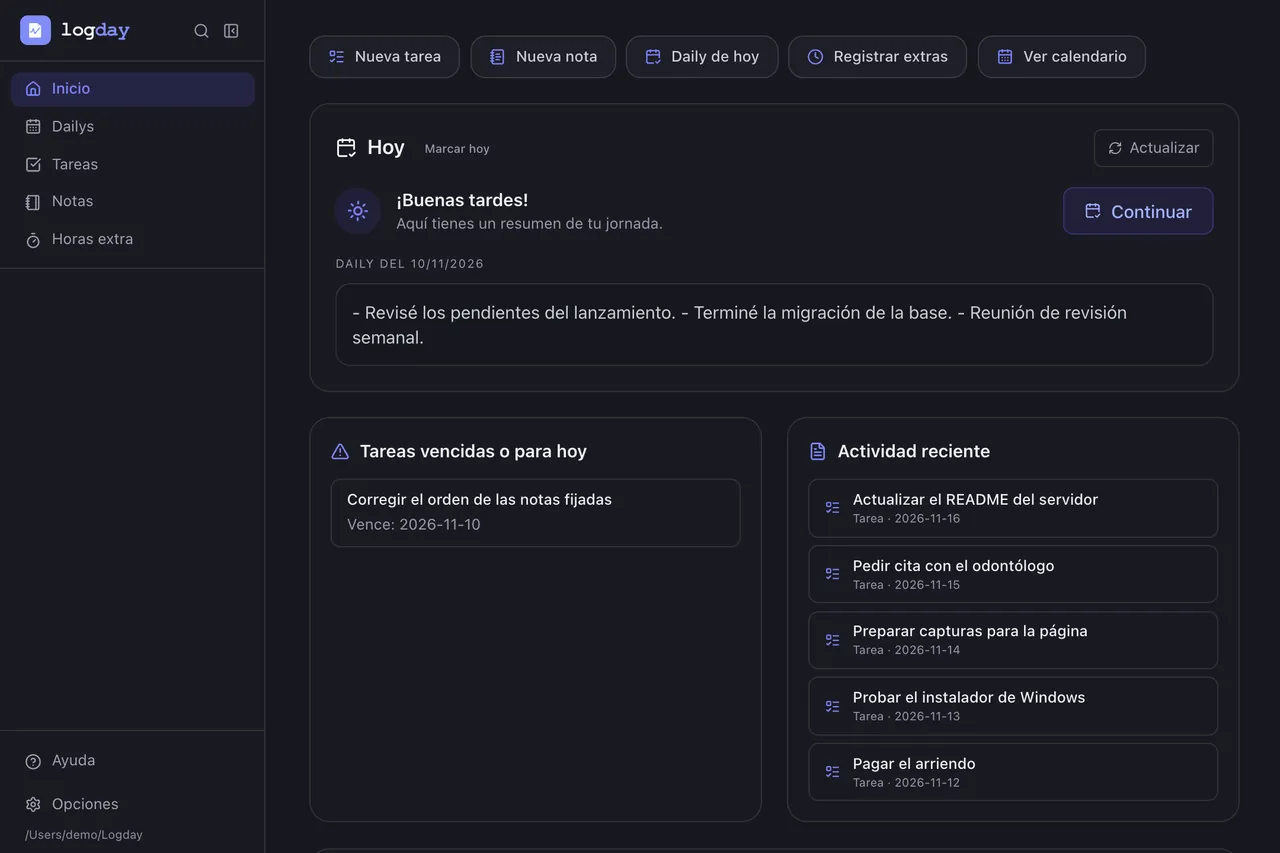 logday
Inicio
Dailys
Tareas
Notas
Horas extra
Ayuda
Opciones
/Users/demo/Logday
Nueva tarea
Nueva nota
Daily de hoy
Registrar extras
Ver calendario
Hoy
Marcar hoy
Actualizar
¡Buenas tardes!
Aquí tienes un resumen de tu jornada.
Continuar
DAILY DEL 10/11/2026
- Revisé los pendientes del lanzamiento. - Terminé la migración de la base. - Reunión de revisión
semanal.
Tareas vencidas o para hoy
Corregir el orden de las notas fijadas
Vence: 2026-11-10
Actividad reciente
Actualizar el README del servidor
Tarea · 2026-11-16
Pedir cita con el odontólogo
Tarea · 2026-11-15
Preparar capturas para la página
Tarea · 2026-11-14
Probar el instalador de Windows
Tarea · 2026-11-13
Pagar el arriendo
Tarea · 2026-11-12